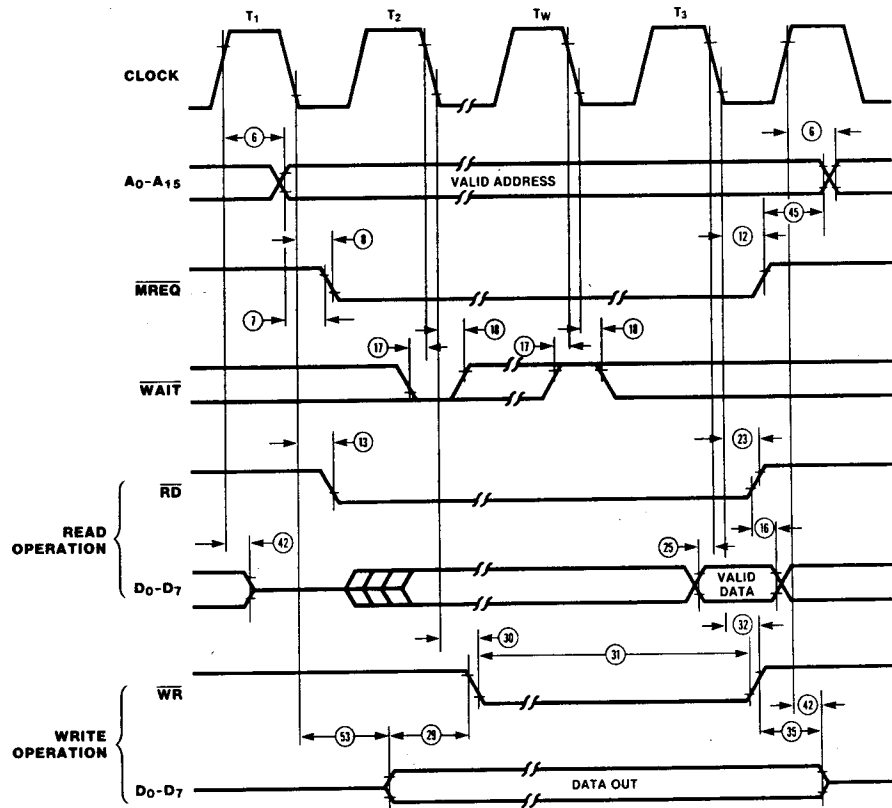 T1 T2 TW T3
CLOCK
6 6
A0-A15 VALID ADDRESS
45
8 12
MREQ
7
18 18
17 17
WAIT
13 23
RD
READ OPERATION
16
42 25
D0-D7 VALID DATA
32
30
31
WR
42
WRITE OPERATION
53 29 35
D0-D7 DATA OUT